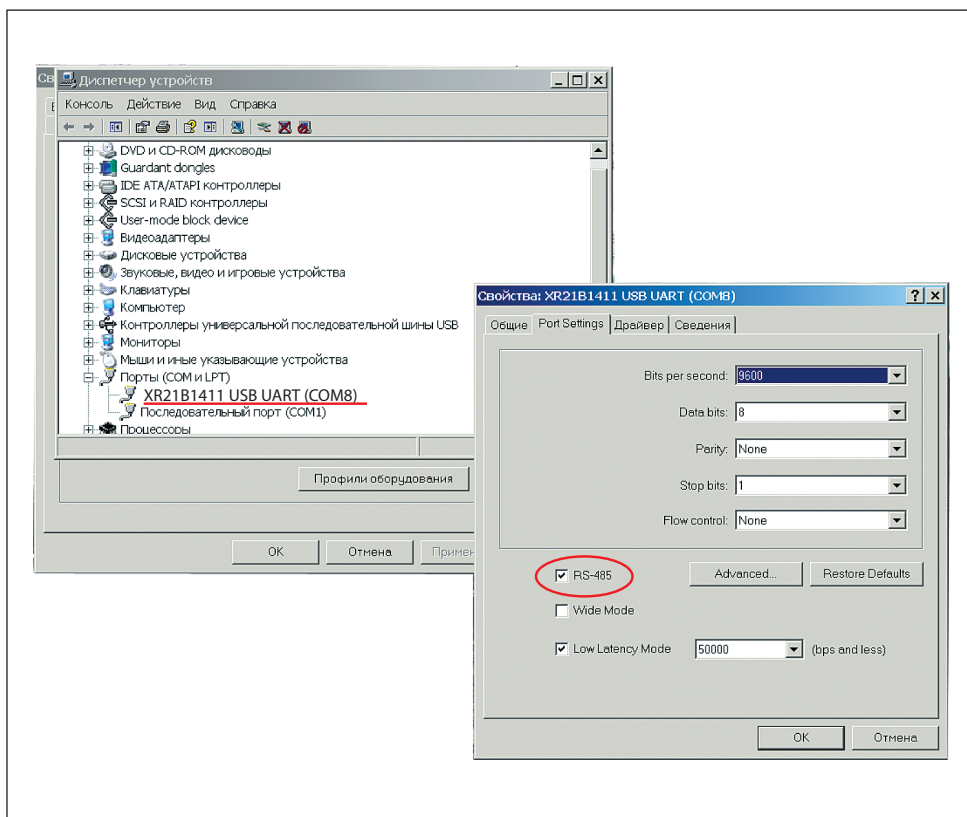 Св
Диспетчер устройств
Консоль Действие Вид Справка
DVD и CD-ROM дисководы
Guardant dongles
IDE ATA/ATAPI контроллеры
SCSI и RAID контроллеры
User-mode block device
Видеоадаптеры
Дисковые устройства
Звуковые, видео и игровые устройства
Клавиатуры
Компьютер
Контроллеры универсальной последовательной шины USB
Мониторы
Мыши и иные указывающие устройства
Порты (COM и LPT)
XR21B1411 USB UART (COM8)
Последовательный порт (COM1)
Процессоры
Профили оборудования
ОК Отмена Примен
Свойства: XR21B1411 USB UART (COM8)
Общие Port Settings Драйвер Сведения
Bits per second: 9600
Data bits: 8
Parity: None
Stop bits: 1
Flow control: None
RS-485 Advanced... Restore Defaults
Wide Mode
Low Latency Mode 50000 (bps and less)
ОК Отмена